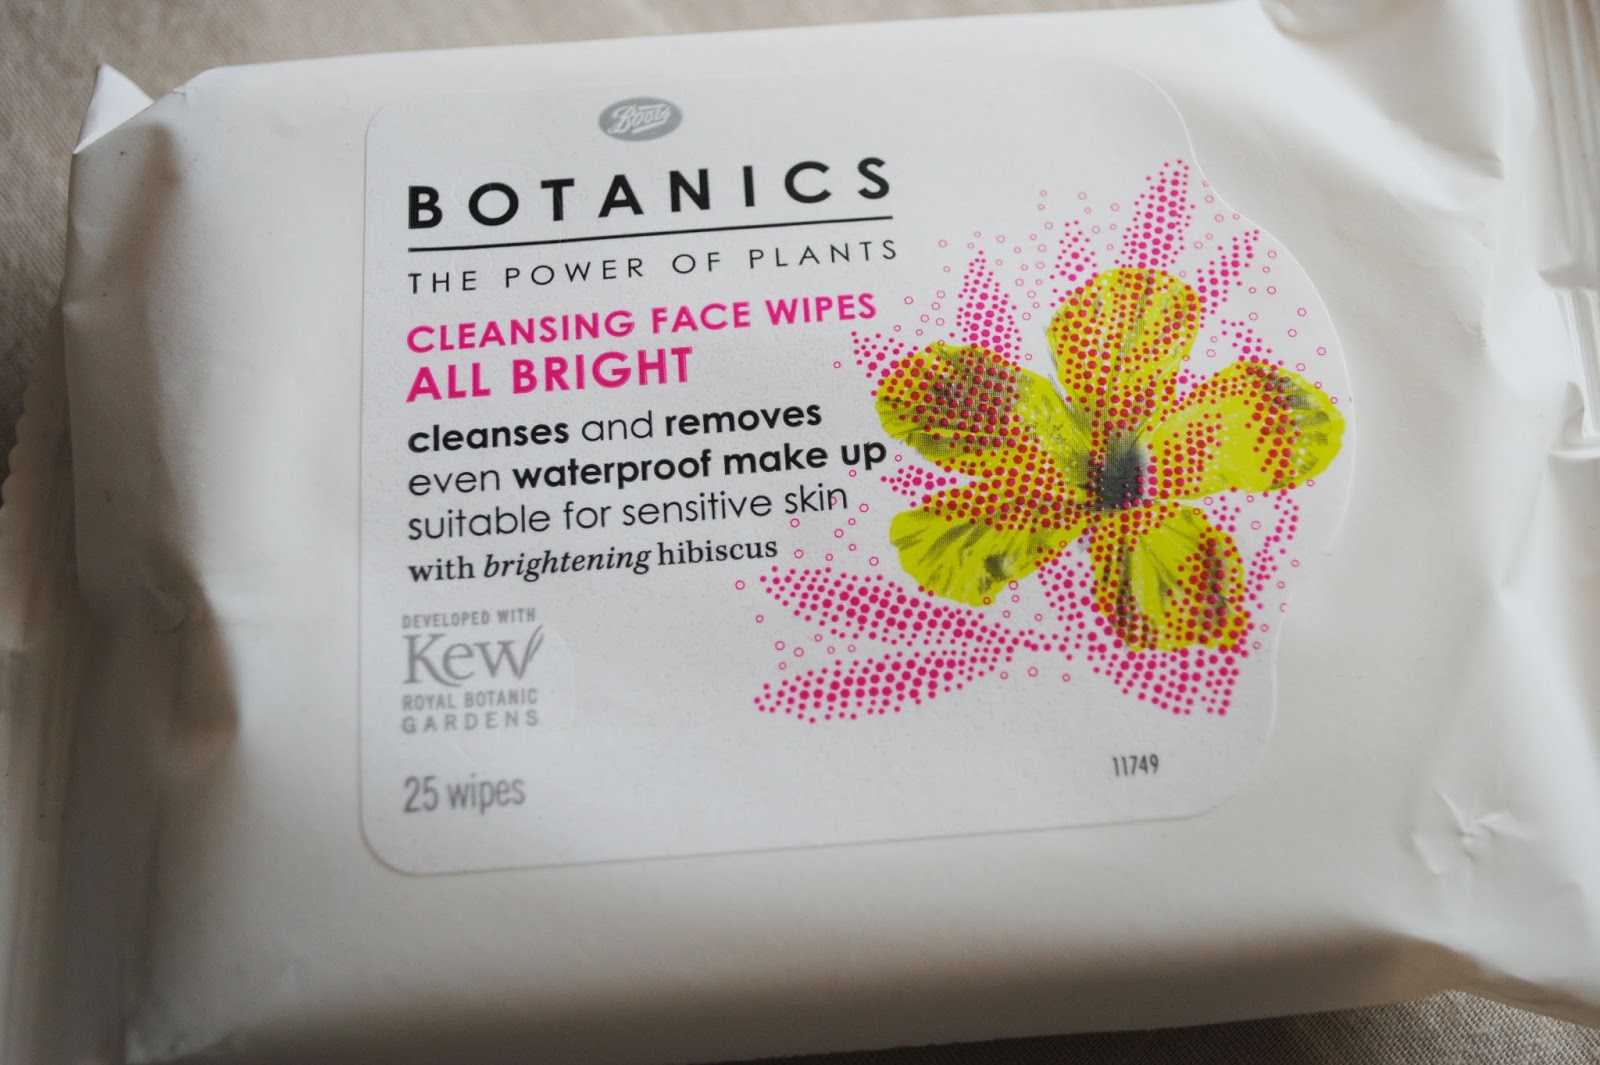 Boots
BOTANICS
THE POWER OF PLANTS
CLEANSING FACE WIPES
ALL BRIGHT
cleanses and removes
even waterproof make up
suitable for sensitive skin
with brightening hibiscus
DEVELOPED WITH
Kew
ROYAL BOTANIC
GARDENS
25 wipes
11749